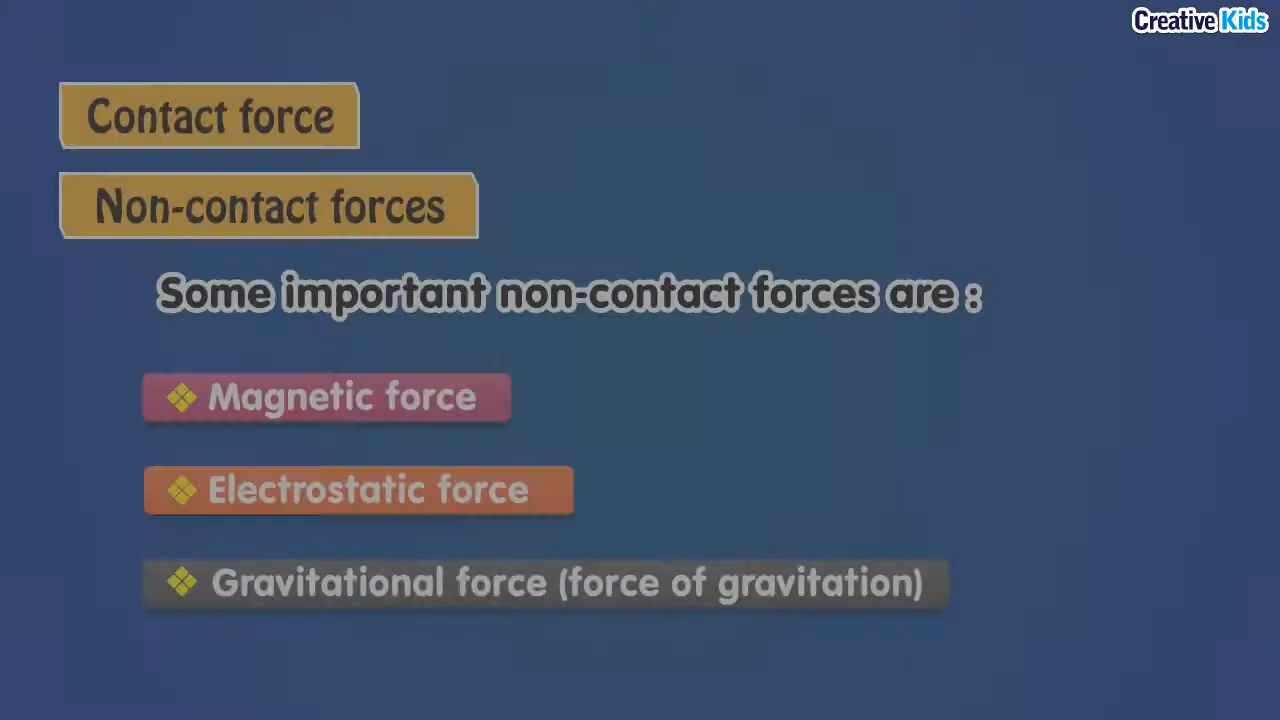 Creative Kids
Contact force
Non-contact forces
Some important non-contact forces are :
❖ Magnetic force
❖ Electrostatic force
❖ Gravitational force (force of gravitation)